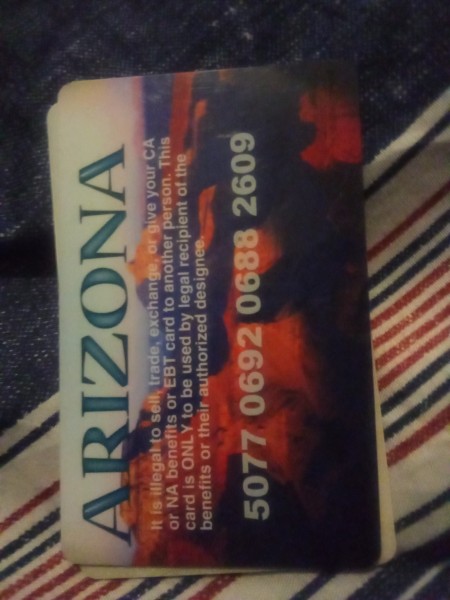 ARIZONA
It is illegal to sell, trade, exchange, or give your CA
or NA benefits or EBT card to another person. This
card is ONLY to be used by legal recipient of the
benefits or their authorized designee.
5077 0692 0688 2609